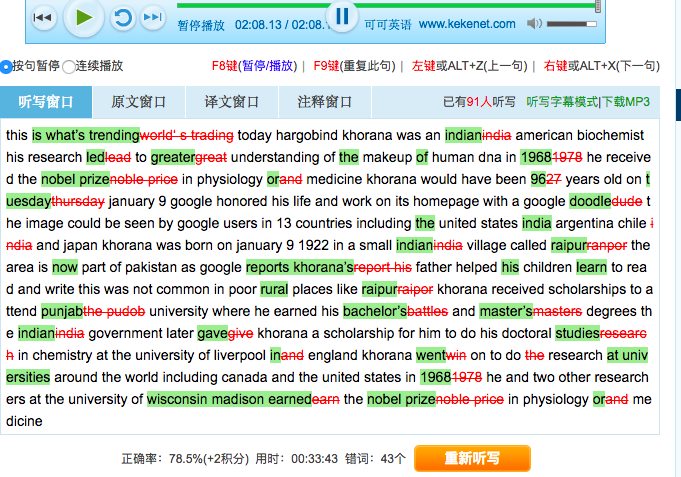 暂停播放 02:08.13 / 02:08. 可可英语 www.kekenet.com
按句暂停 连续播放 F8键(暂停/播放) | F9键(重复此句) | 左键或ALT+Z(上一句) | 右键或ALT+X(下一句)
听写窗口 原文窗口 译文窗口 注释窗口 已有91人听写 听写字幕模式|下载MP3
this is what's trendingworld' s trading today hargobind khorana was an indianindia american biochemist
his research ledlead to greatergreat understanding of the makeup of human dna in 19681978 he receive
d the nobel prizenoble price in physiology orand medicine khorana would have been 9627 years old on t
uesdaythursday january 9 google honored his life and work on its homepage with a google doodledude t
he image could be seen by google users in 13 countries including the united states india argentina chile i
ndia and japan khorana was born on january 9 1922 in a small indianindia village called raipurranpor the
area is now part of pakistan as google reports khorana'sreport his father helped his children learn to rea
d and write this was not common in poor rural places like raipurraipor khorana received scholarships to a
ttend punjabthe pudob university where he earned his bachelor'sbattles and master'smasters degrees th
e indianindia government later gavegive khorana a scholarship for him to do his doctoral studiesresearc
h in chemistry at the university of liverpool inand england khorana wentwin on to do the research at univ
ersities around the world including canada and the united states in 19681978 he and two other research
ers at the university of wisconsin madison earnedearn the nobel prizenoble price in physiology orand me
dicine
正确率：78.5%(+2积分) 用时：00:33:43 错词：43个 重新听写